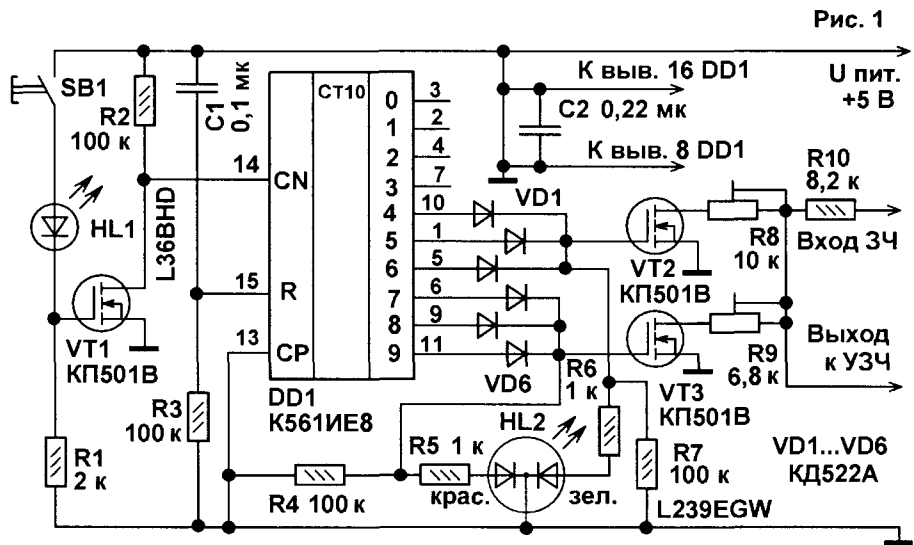 Рис. 1
SB1
R2
100 к
C1
0,1 мк
CT10
0
3
1
2
2
4
3
7
4
10
5
1
6
5
7
6
8
9
9
11
14
CN
15
R
13
CP
К выв. 16 DD1
C2 0,22 мк
К выв. 8 DD1
U пит.
+5 В
HL1
L36BHD
VT1
КП501В
R3
100 к
R1
2 к
DD1
К561ИЕ8
VD1
VD6
VT2
КП501В
R8
10 к
R10
8,2 к
Вход ЗЧ
R9
6,8 к
VT3
КП501В
Выход
к УЗЧ
R6
1 к
HL2
R5 1 к
R4 100 к
крас.
зел.
R7
100 к
L239EGW
VD1...VD6
КД522А